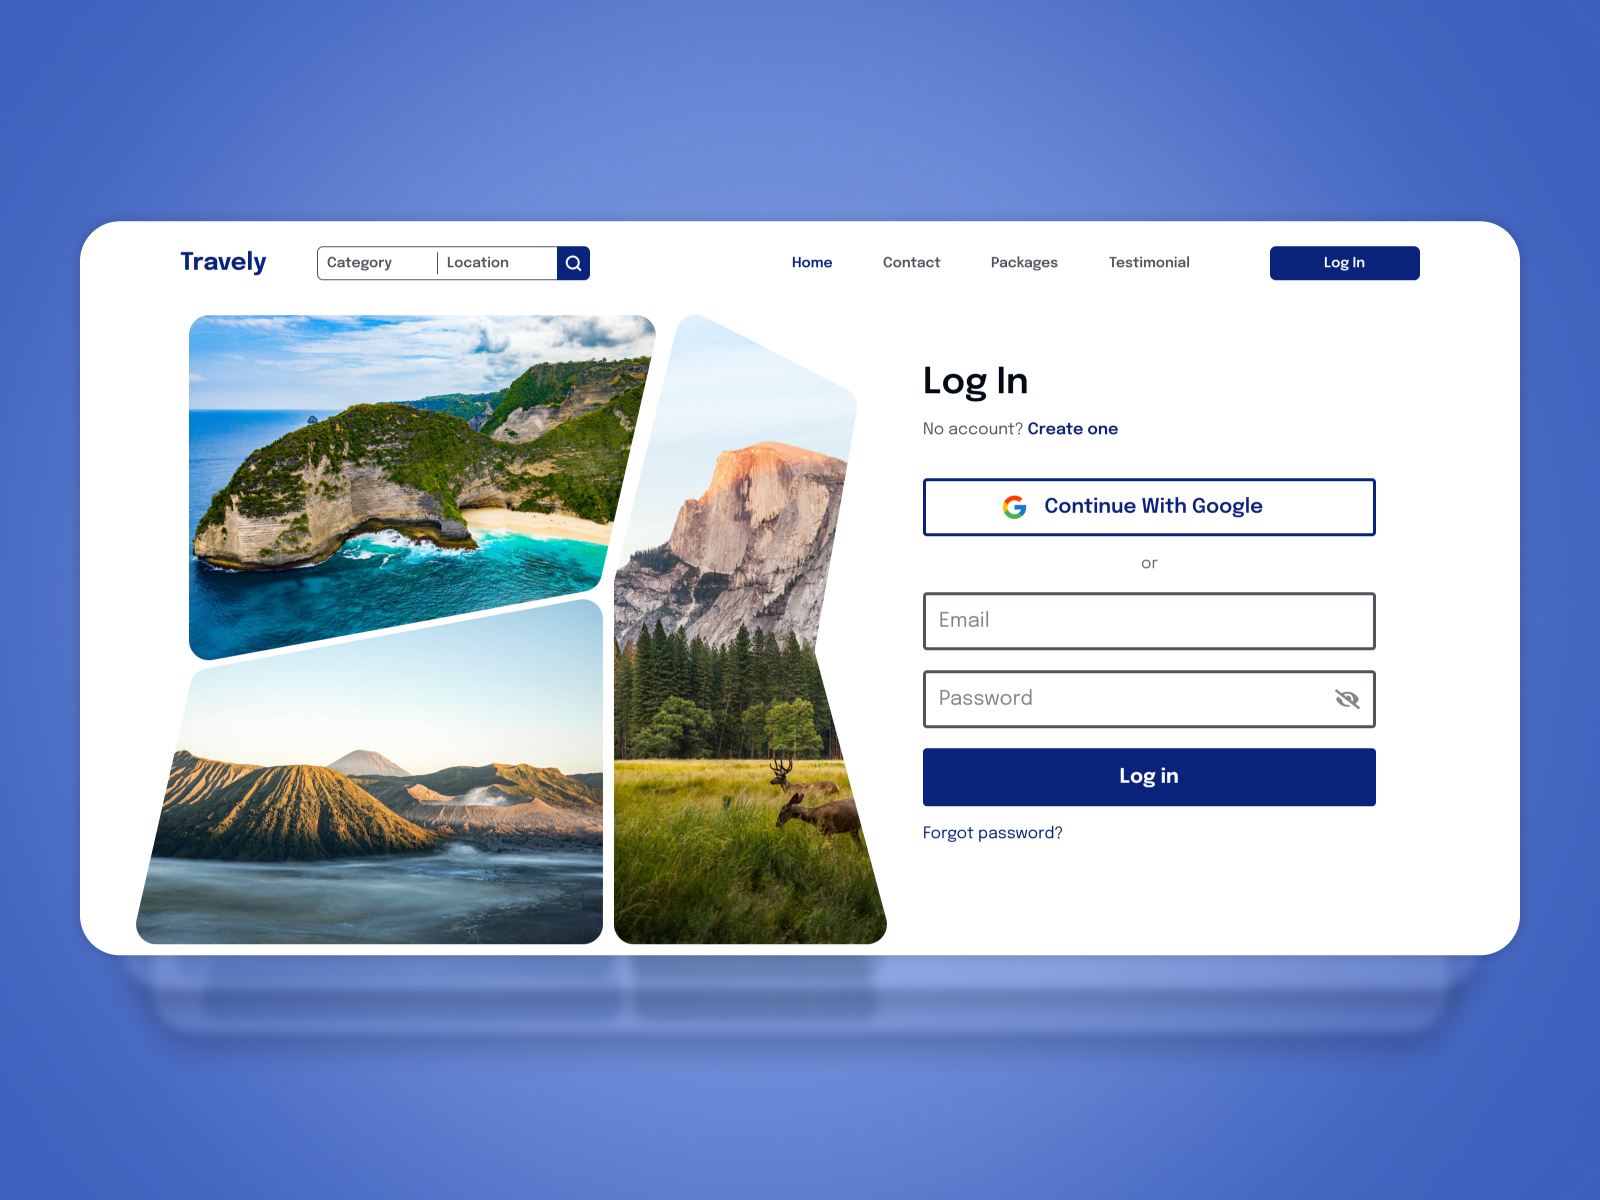 Travely
Category
Location
Home
Contact
Packages
Testimonial
Log In
Log In
No account? Create one
Continue With Google
or
Email
Password
Log in
Forgot password?